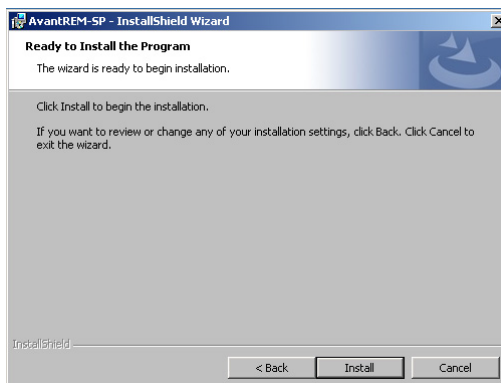 AvantREM-SP - InstallShield Wizard
Ready to Install the Program
The wizard is ready to begin installation.
Click Install to begin the installation.
If you want to review or change any of your installation settings, click Back. Click Cancel to
exit the wizard.
InstallShield
< Back Install Cancel